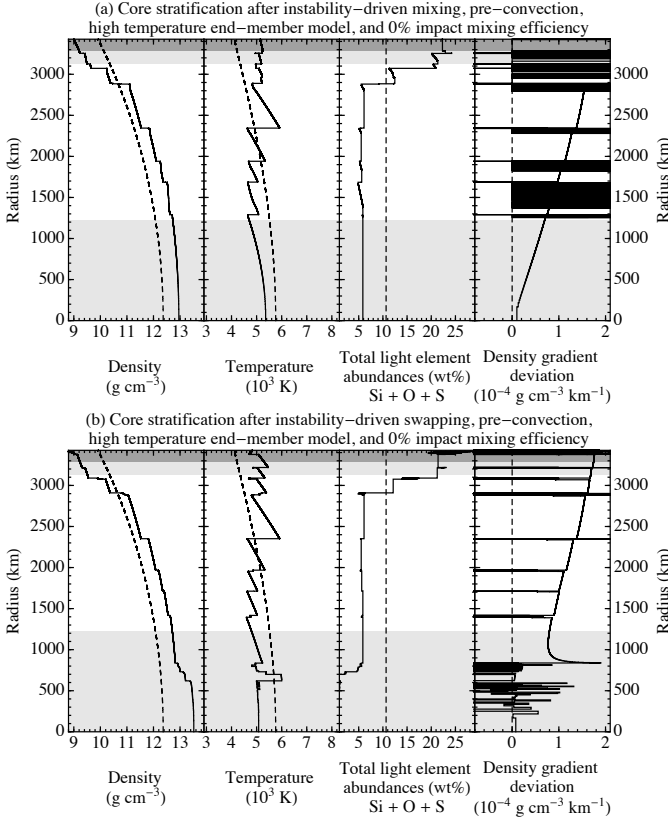 (a) Core stratification after instability−driven mixing, pre−convection,
high temperature end−member model, and 0% impact mixing efficiency
3000
2500
2000
1500
1000
500
0
Radius (km)
3000
2500
2000
1500
1000
500
0
Radius (km)
9 10 11 12 13
3 4 5 6 7 8
5 10 15 20 25
0 1 2
Density
(g cm−3)
Temperature
(10^3 K)
Total light element
abundances (wt%)
Si + O + S
Density gradient
deviation
(10−4 g cm−3 km−1)
(b) Core stratification after instability−driven swapping, pre−convection,
high temperature end−member model, and 0% impact mixing efficiency
3000
2500
2000
1500
1000
500
0
Radius (km)
3000
2500
2000
1500
1000
500
0
Radius (km)
9 10 11 12 13
3 4 5 6 7 8
5 10 15 20 25
0 1 2
Density
(g cm−3)
Temperature
(10^3 K)
Total light element
abundances (wt%)
Si + O + S
Density gradient
deviation
(10−4 g cm−3 km−1)